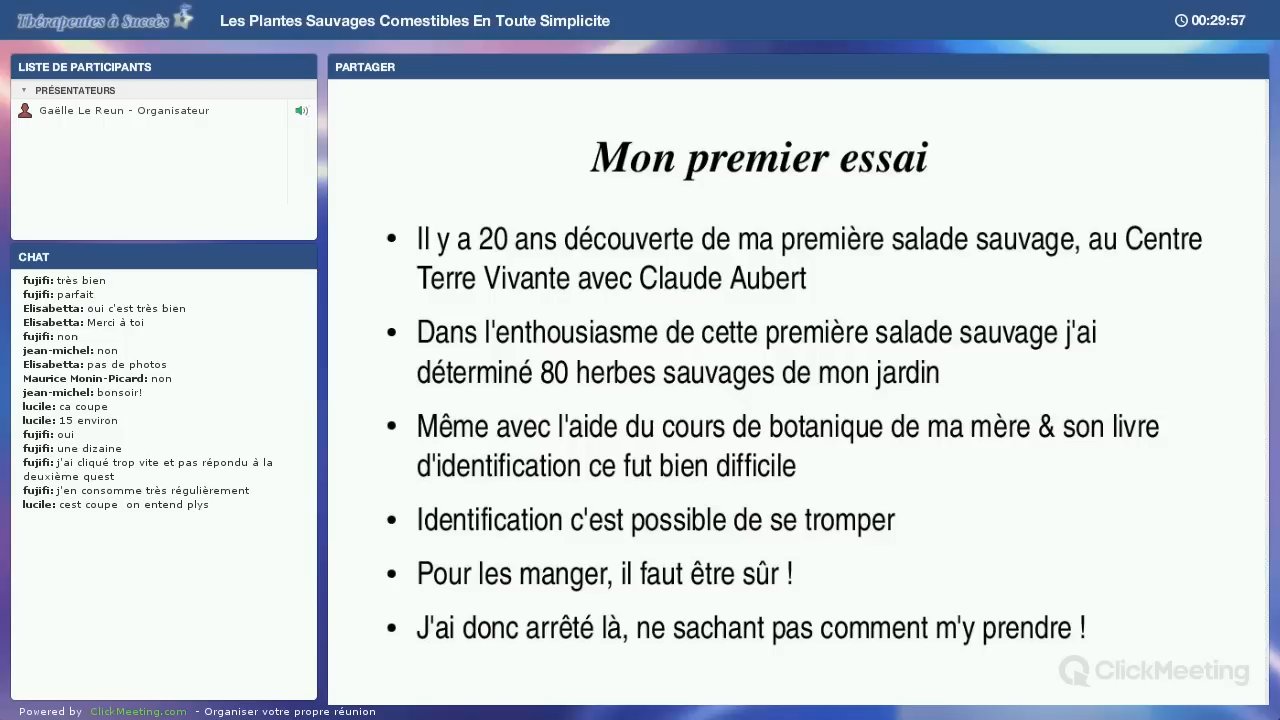 Thérapeutes à Succès
Les Plantes Sauvages Comestibles En Toute Simplicite
00:29:57
LISTE DE PARTICIPANTS
PRÉSENTATEURS
Gaëlle Le Reun - Organisateur
CHAT
fujifi: très bien
fujifi: parfait
Elisabetta: oui c'est très bien
Elisabetta: Merci à toi
fujifi: non
jean-michel: non
Elisabetta: pas de photos
Maurice Monin-Picard: non
jean-michel: bonsoir!
lucile: ca coupe
lucile: 15 environ
fujifi: oui
fujifi: une dizaine
fujifi: j'ai cliqué trop vite et pas répondu à la
deuxième quest
fujifi: j'en consomme très régulièrement
lucile: cest coupe on entend plys
PARTAGER
Mon premier essai
• Il y a 20 ans découverte de ma première salade sauvage, au Centre
Terre Vivante avec Claude Aubert
• Dans l'enthousiasme de cette première salade sauvage j'ai
déterminé 80 herbes sauvages de mon jardin
• Même avec l'aide du cours de botanique de ma mère & son livre
d'identification ce fut bien difficile
• Identification c'est possible de se tromper
• Pour les manger, il faut être sûr !
• J'ai donc arrêté là, ne sachant pas comment m'y prendre !
ClickMeeting
Powered by ClickMeeting.com - Organiser votre propre réunion